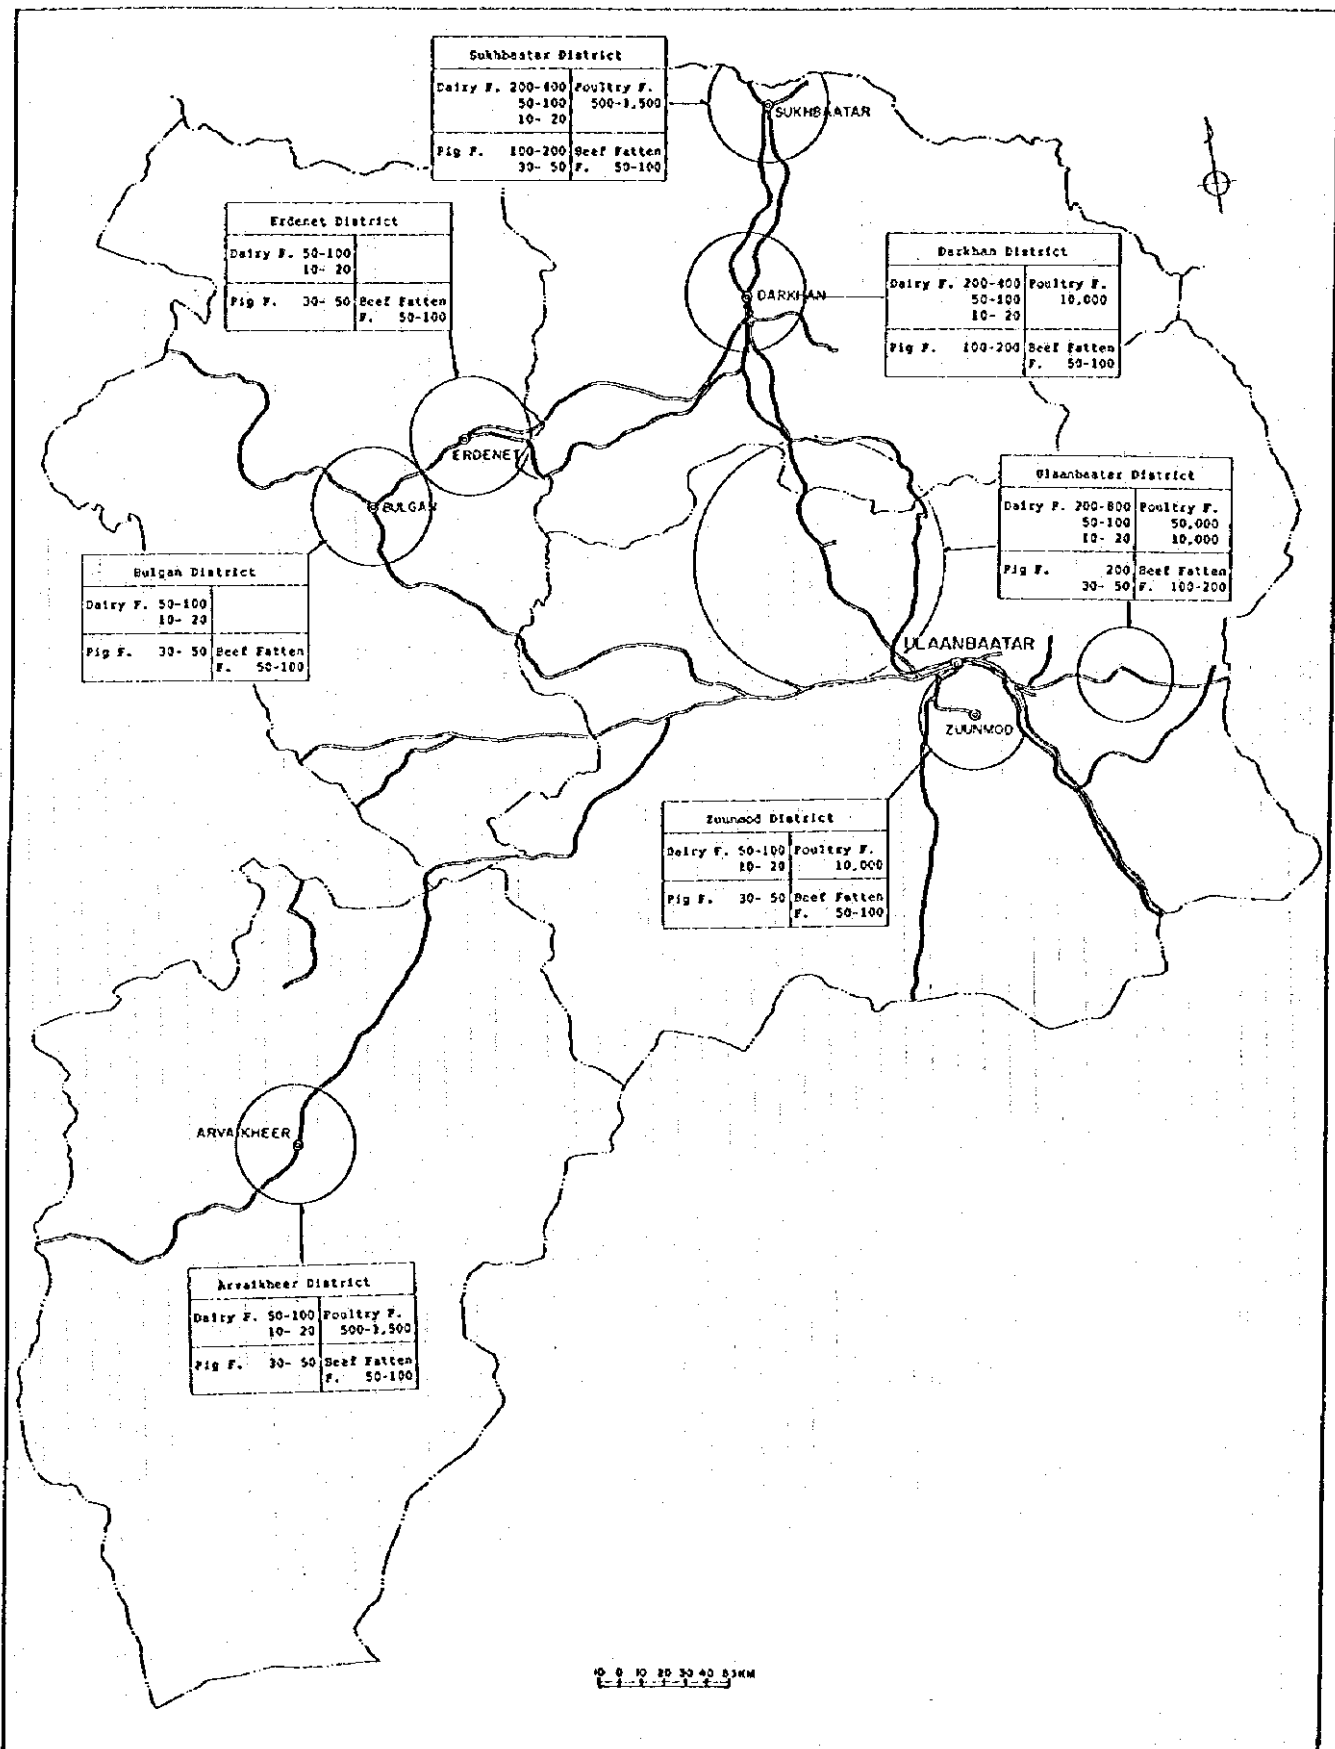 Sukhbaatar District
Dairy F. 200-400 Poultry F.
50-100 500-1,500
10- 20
Pig F. 100-200 Beef Fatten
30- 50 F. 50-100
SUKHBAATAR
Erdenet District
Dairy F. 50-100
10- 20
Pig F. 30- 50 Beef Fatten
F. 50-100
Darkhan District
Dairy F. 200-400 Poultry F.
50-100 10,000
10- 20
Pig F. 100-200 Beef Fatten
F. 50-100
DARKHAN
ERDENET
BULGAN
Ulaanbaatar District
Dairy F. 200-800 Poultry F.
50-100 50,000
10- 20 10,000
Pig F. 200 Beef Fatten
30- 50 F. 100-200
Bulgan District
Dairy F. 50-100
10- 20
Pig F. 30- 50 Beef Fatten
F. 50-100
ULAANBAATAR
ZUUNMOD
Zuunmod District
Dairy F. 50-100 Poultry F.
10- 20 10,000
Pig F. 30- 50 Beef Fatten
F. 50-100
ARVAIKHEER
Arvaikheer District
Dairy F. 50-100 Poultry F.
10- 20 500-1,500
Pig F. 30- 50 Beef Fatten
F. 50-100
10 0 10 20 30 40 50KM